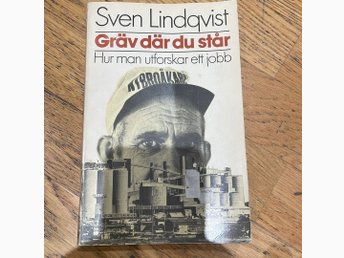 Sven Lindqvist
Gräv där du står
Hur man utforskar ett jobb